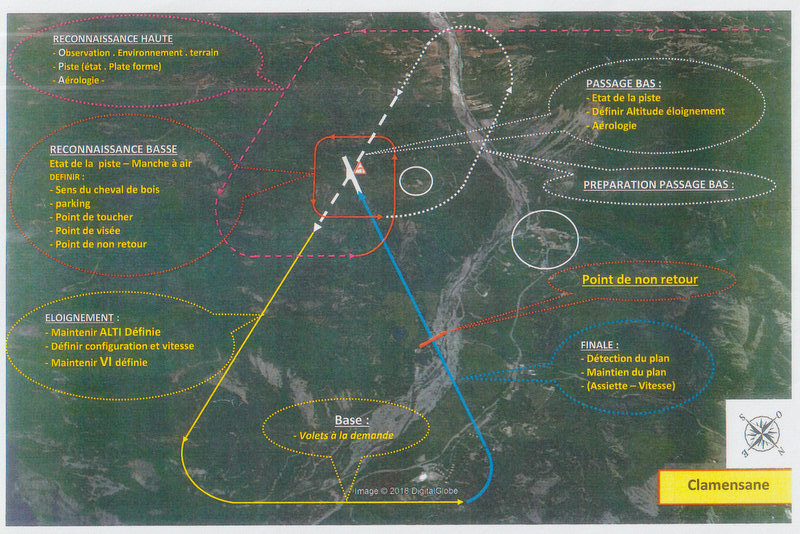 RECONNAISSANCE HAUTE
- Observation . Environnement . terrain
- Piste (état . Plate forme)
- Aérologie -
PASSAGE BAS :
- Etat de la piste
- Définir Altitude éloignement
- Aérologie
RECONNAISSANCE BASSE
Etat de la piste – Manche à air
DEFINIR :
- Sens du cheval de bois
- parking
- Point de toucher
- Point de visée
- Point de non retour
PREPARATION PASSAGE BAS :
Point de non retour
ELOIGNEMENT :
- Maintenir ALTI Définie
- Définir configuration et vitesse
- Maintenir VI définie
FINALE :
- Détection du plan
- Maintien du plan
- (Assiette – Vitesse)
Base :
- Volets à la demande
S
O
E
N
Clamensane
Image © 2016 DigitalGlobe